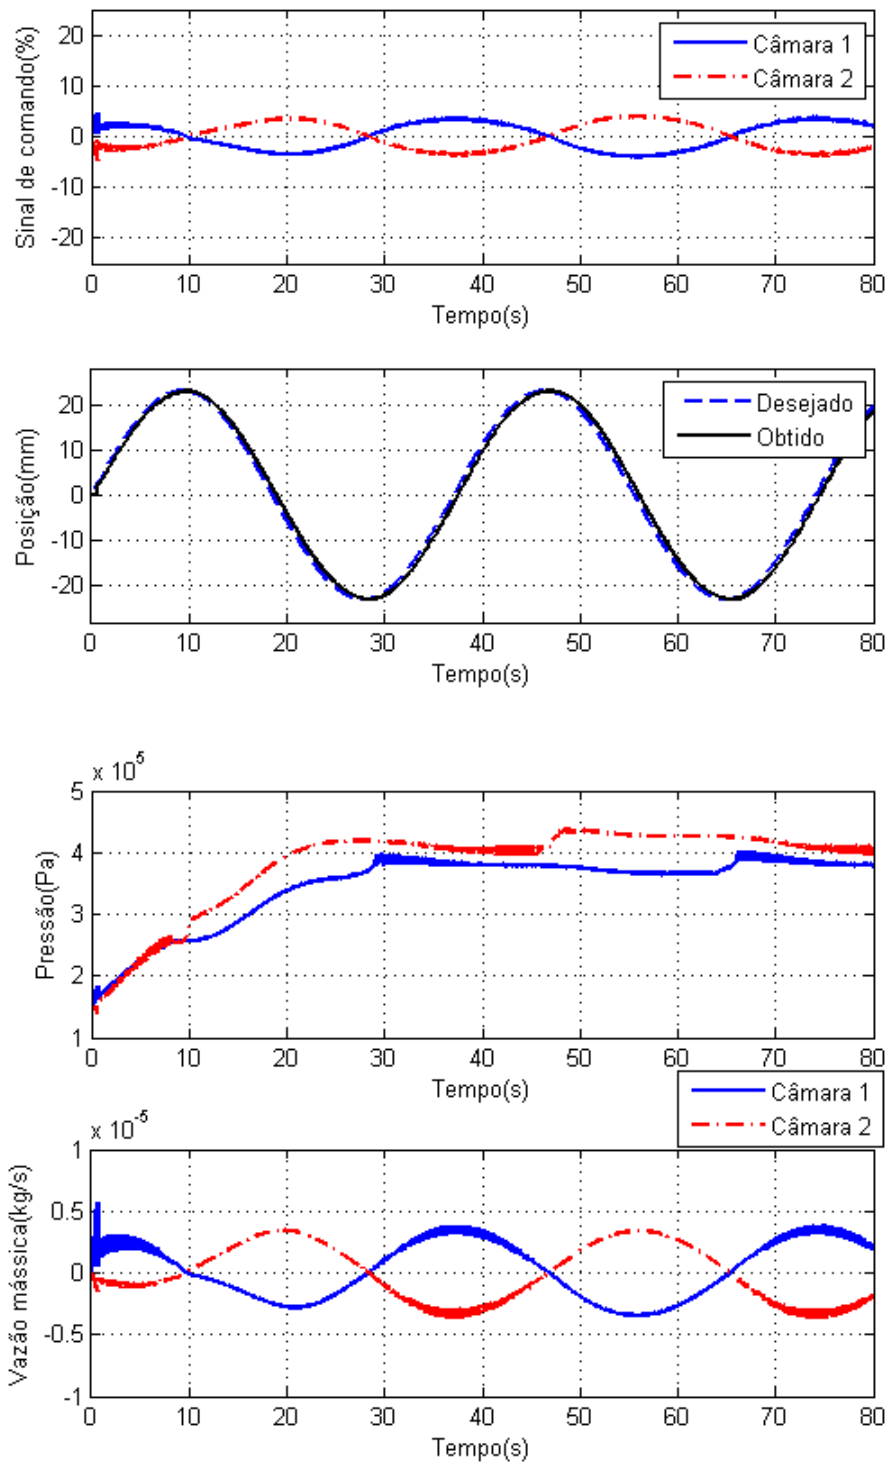 Sinal de comando(%)
20
10
0
-10
-20
Câmara 1
Câmara 2
0 10 20 30 40 50 60 70 80
Tempo(s)
Posição(mm)
20
10
0
-10
-20
Desejado
Obtido
0 10 20 30 40 50 60 70 80
Tempo(s)
x 10^5
Pressão(Pa)
5
4
3
2
1
0 10 20 30 40 50 60 70 80
Tempo(s)
Câmara 1
Câmara 2
x 10^-5
Vazão mássica(kg/s)
1
0.5
0
-0.5
-1
0 10 20 30 40 50 60 70 80
Tempo(s)